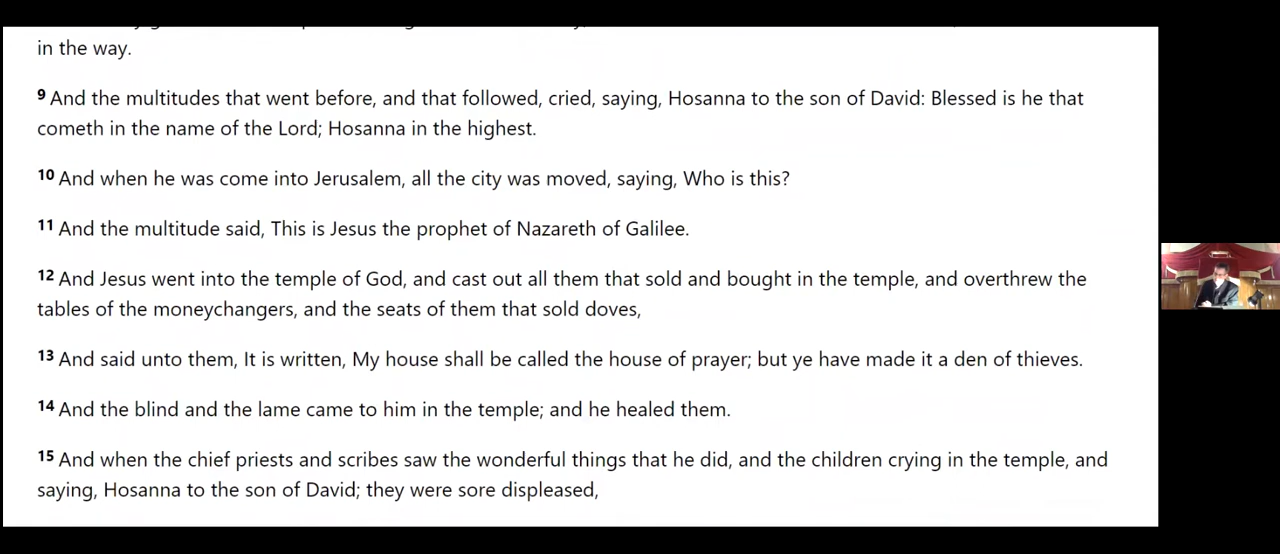 in the way.
9 And the multitudes that went before, and that followed, cried, saying, Hosanna to the son of David: Blessed is he that
cometh in the name of the Lord; Hosanna in the highest.
10 And when he was come into Jerusalem, all the city was moved, saying, Who is this?
11 And the multitude said, This is Jesus the prophet of Nazareth of Galilee.
12 And Jesus went into the temple of God, and cast out all them that sold and bought in the temple, and overthrew the
tables of the moneychangers, and the seats of them that sold doves,
13 And said unto them, It is written, My house shall be called the house of prayer; but ye have made it a den of thieves.
14 And the blind and the lame came to him in the temple; and he healed them.
15 And when the chief priests and scribes saw the wonderful things that he did, and the children crying in the temple, and
saying, Hosanna to the son of David; they were sore displeased,